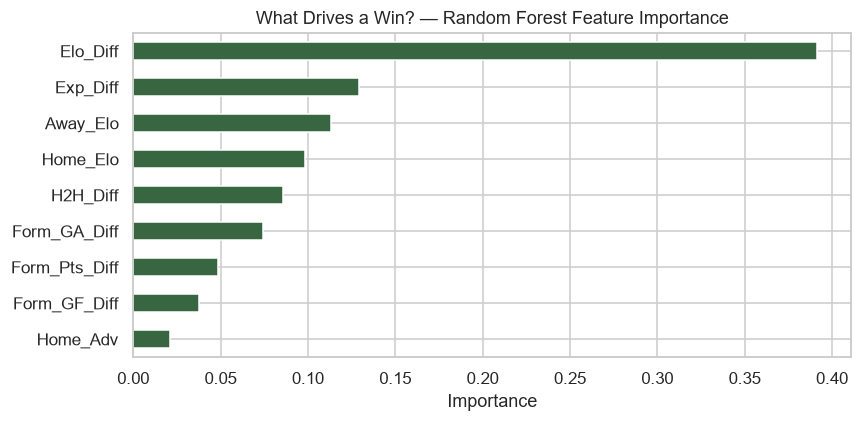 What Drives a Win? — Random Forest Feature Importance
Elo_Diff
Exp_Diff
Away_Elo
Home_Elo
H2H_Diff
Form_GA_Diff
Form_Pts_Diff
Form_GF_Diff
Home_Adv
0.00 0.05 0.10 0.15 0.20 0.25 0.30 0.35 0.40
Importance